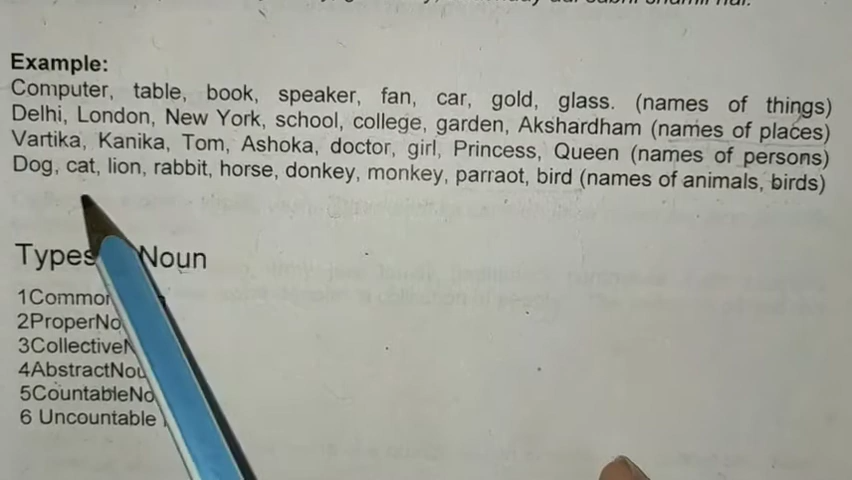 Example:
Computer, table, book, speaker, fan, car, gold, glass. (names of things)
Delhi, London, New York, school, college, garden, Akshardham (names of places)
Vartika, Kanika, Tom, Ashoka, doctor, girl, Princess, Queen (names of persons)
Dog, cat, lion, rabbit, horse, donkey, monkey, parraot, bird (names of animals, birds)
Types Noun
1Common
2ProperNo
3Collective
4AbstractNou
5CountableNo
6 Uncountable